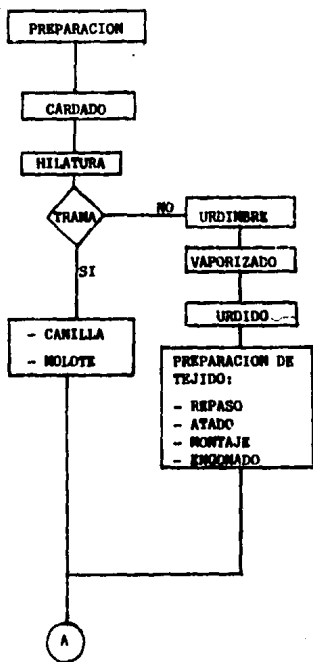 PREPARACION
CARDADO
HILATURA
TRAMA
NO
URDIMBRE
VAPORIZADO
SI
URDIDO
- CANILLA
- MOLOTE
PREPARACION DE
TEJIDO:
- REPASO
- ATADO
- MONTAJE
- ENGOMADO
A